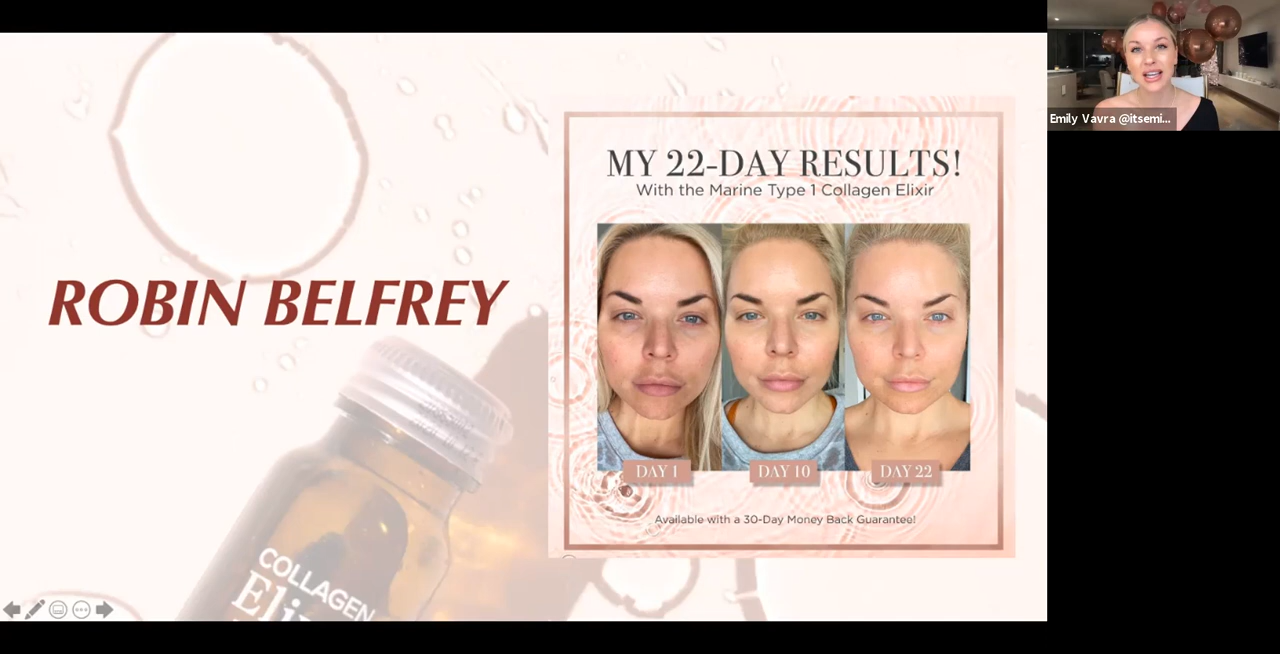 Emily Vavra @itsemi...
MY 22-DAY RESULTS!
With the Marine Type 1 Collagen Elixir
ROBIN BELFREY
DAY 1
DAY 10
DAY 22
Available with a 30-Day Money Back Guarantee!
COLLAGEN